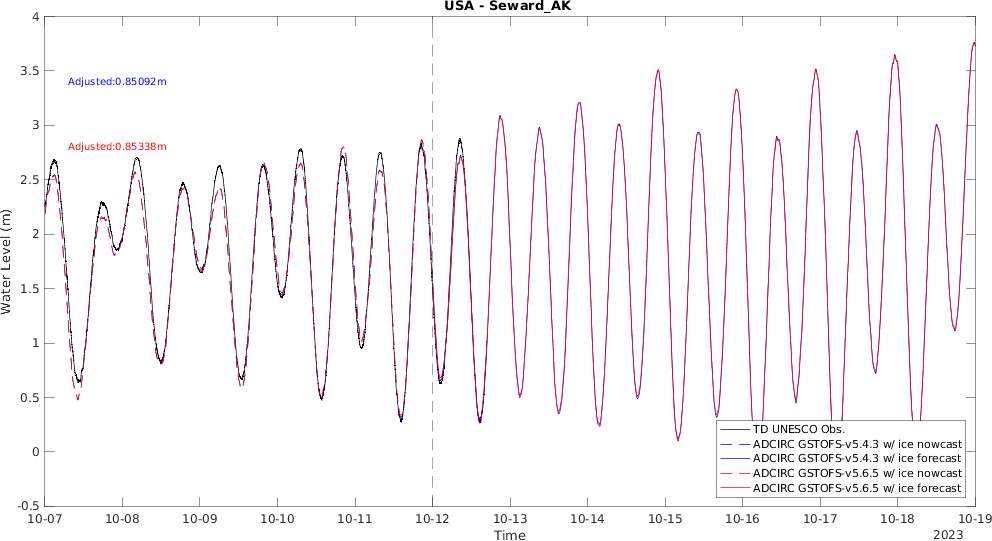 USA - Seward_AK
4
3.5
3
2.5
2
1.5
1
0.5
0
-0.5
Water Level (m)
Adjusted:0.85092m
Adjusted:0.85338m
TD UNESCO Obs.
ADCIRC GSTOFS-v5.4.3 w/ ice nowcast
ADCIRC GSTOFS-v5.4.3 w/ ice forecast
ADCIRC GSTOFS-v5.6.5 w/ ice nowcast
ADCIRC GSTOFS-v5.6.5 w/ ice forecast
10-07 10-08 10-09 10-10 10-11 10-12 10-13 10-14 10-15 10-16 10-17 10-18 10-19
Time
2023